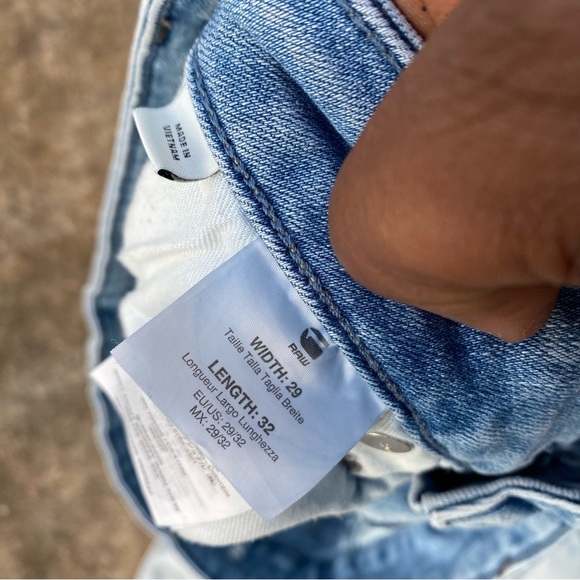 MADE IN
VIETNAM
RAW
WIDTH: 29
Taille Talla Taglia Breite
LENGTH: 32
Longueur Largo Lunghezza
EU/US: 29/32
MX: 29/32